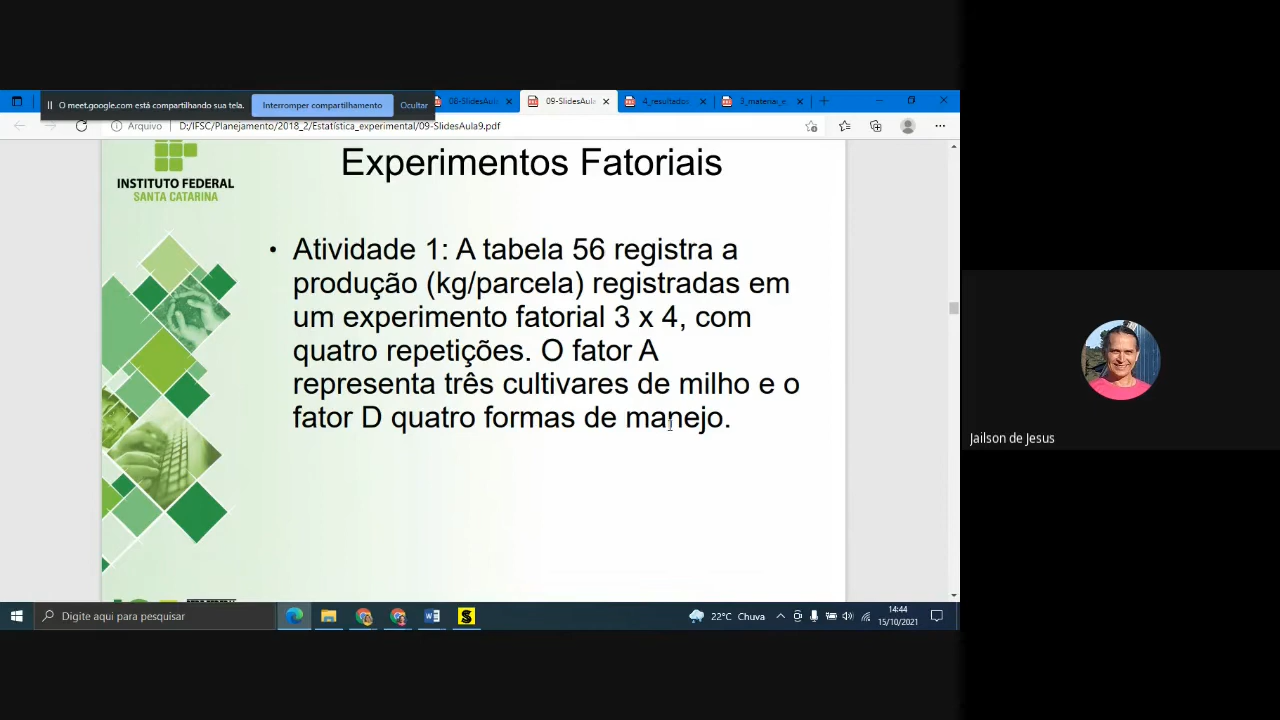 O meet.google.com está compartilhando sua tela.
Interromper compartilhamento
Ocultar
08-SlidesAula
09-SlidesAula
4_resultados
3_material_e
Arquivo
D:/IFSC/Planejamento/2018_2/Estatística_experimental/09-SlidesAula9.pdf
INSTITUTO FEDERAL
SANTA CATARINA
Experimentos Fatoriais
• Atividade 1: A tabela 56 registra a
produção (kg/parcela) registradas em
um experimento fatorial 3 x 4, com
quatro repetições. O fator A
representa três cultivares de milho e o
fator D quatro formas de manejo.
Jailson de Jesus
Digite aqui para pesquisar
22°C Chuva
14:44
15/10/2021